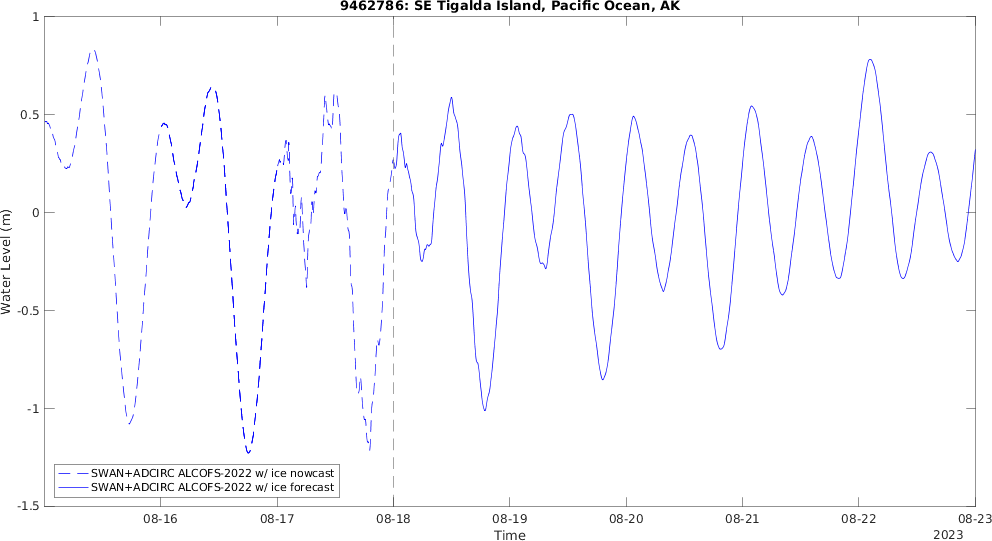 9462786: SE Tigalda Island, Pacific Ocean, AK
1
0.5
0
-0.5
-1
-1.5
Water Level (m)
SWAN+ADCIRC ALCOFS-2022 w/ ice nowcast
SWAN+ADCIRC ALCOFS-2022 w/ ice forecast
08-16 08-17 08-18 08-19 08-20 08-21 08-22 08-23
Time
2023